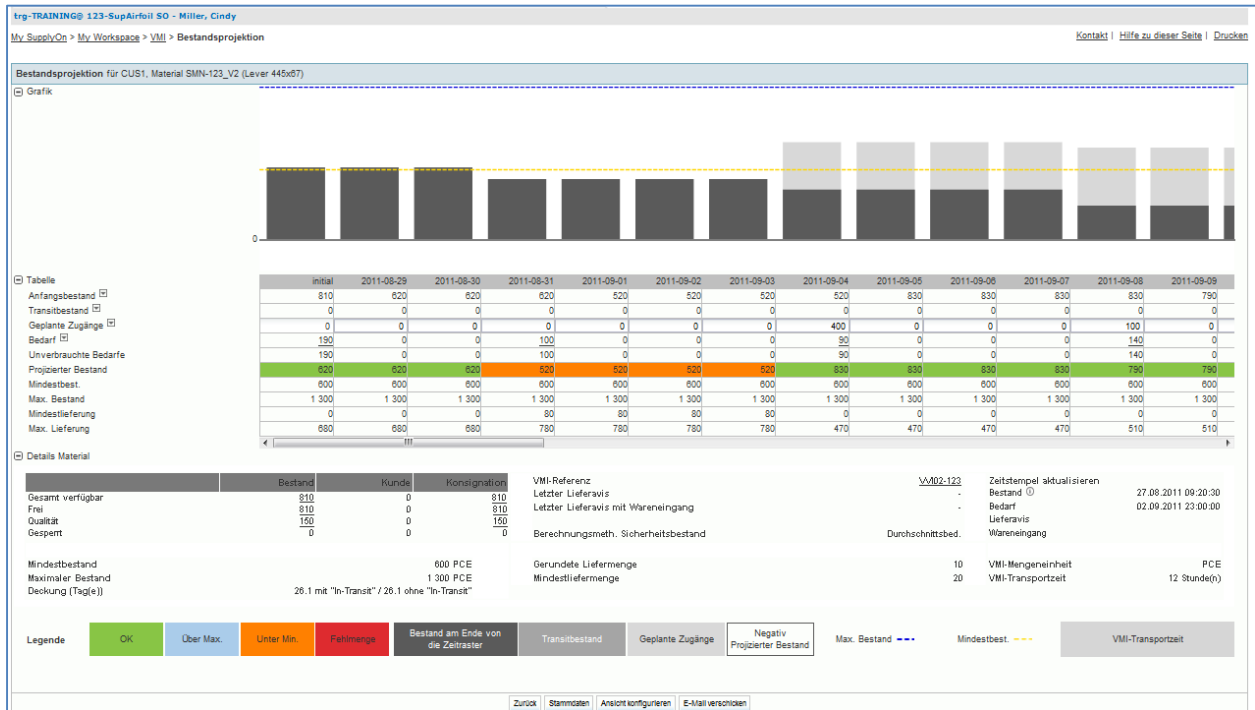 trg-TRAINING@ 123-SupAirfoil SO - Miller, Cindy
My SupplyOn > My Workspace > VMI > Bestandsprojektion
Kontakt | Hilfe zu dieser Seite | Drucken
Bestandsprojektion für CUS1, Material SMN-123_V2 (Lever 445x67)
Grafik
0
Tabelle initial 2011-08-29 2011-08-30 2011-08-31 2011-09-01 2011-09-02 2011-09-03 2011-09-04 2011-09-05 2011-09-06 2011-09-07 2011-09-08 2011-09-09
Anfangsbestand 810 620 620 620 520 520 520 520 830 830 830 830 790
Transitbestand 0 0 0 0 0 0 0 0 0 0 0 0 0
Geplante Zugänge 0 0 0 0 0 0 0 400 0 0 0 100 0
Bedarf 190 0 0 100 0 0 0 90 0 0 0 140 0
Unverbrauchte Bedarfe 190 0 0 100 0 0 0 90 0 0 0 140 0
Projizierter Bestand 620 620 620 520 520 520 520 830 830 830 830 790 790
Mindestbest. 600 600 600 600 600 600 600 600 600 600 600 600 600
Max. Bestand 1 300 1 300 1 300 1 300 1 300 1 300 1 300 1 300 1 300 1 300 1 300 1 300 1 300
Mindestlieferung 0 0 0 80 80 80 80 0 0 0 0 0 0
Max. Lieferung 680 680 680 780 780 780 780 470 470 470 470 510 510
Details Material
Bestand Kunde Konsignation
Gesamt verfügbar 810 0 810
Frei 810 0 810
Qualität 150 0 150
Gesperrt 0 0 0
VMI-Referenz VMI02-123
Letzter Lieferavis -
Letzter Lieferavis mit Wareneingang -
Berechnungsmeth. Sicherheitsbestand Durchschnittsbed.
Zeitstempel aktualisieren
Bestand 27.08.2011 09:20:30
Bedarf 02.09.2011 23:00:00
Lieferavis
Wareneingang
Mindestbestand 600 PCE
Maximaler Bestand 1 300 PCE
Deckung (Tag(e)) 26.1 mit "In-Transit" / 26.1 ohne "In-Transit"
Gerundete Liefermenge 10
Mindestliefermenge 20
VMI-Mengeneinheit PCE
VMI-Transportzeit 12 Stunde(n)
Legende
OK
Über Max.
Unter Min.
Fehlmenge
Bestand am Ende von
die Zeitraster
Transitbestand
Geplante Zugänge
Negativ
Projizierter Bestand
Max. Bestand
Mindestbest.
VMI-Transportzeit
Zurück Stammdaten Ansicht konfigurieren E-Mail verschicken